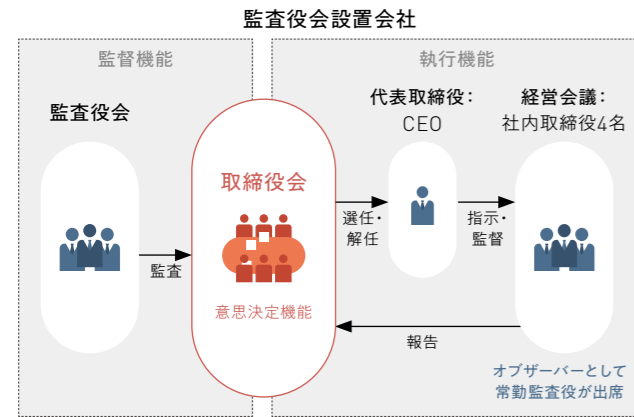 監査役会設置会社
監督機能
執行機能
監査役会
取締役会
意思決定機能
代表取締役：
CEO
経営会議：
社内取締役4名
監査
選任・
解任
指示・
監督
報告
オブザーバーとして
常勤監査役が出席